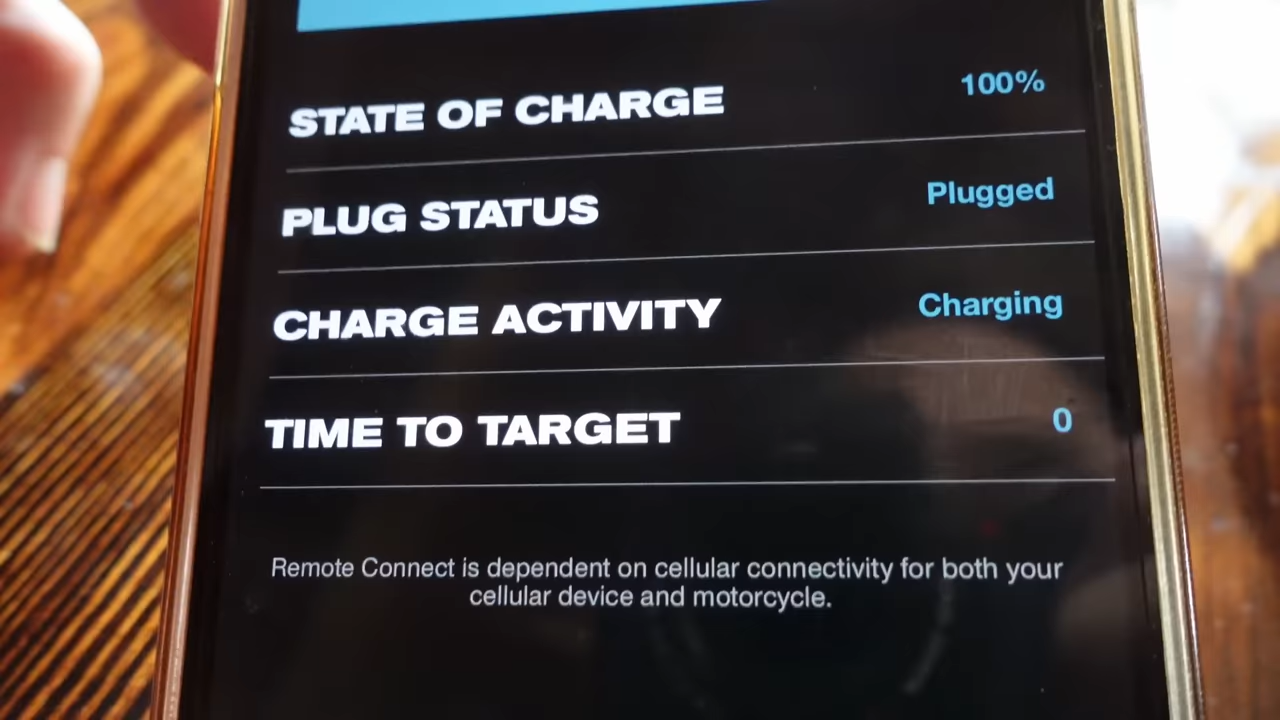 STATE OF CHARGE 100%
PLUG STATUS Plugged
CHARGE ACTIVITY Charging
TIME TO TARGET 0
Remote Connect is dependent on cellular connectivity for both your
cellular device and motorcycle.